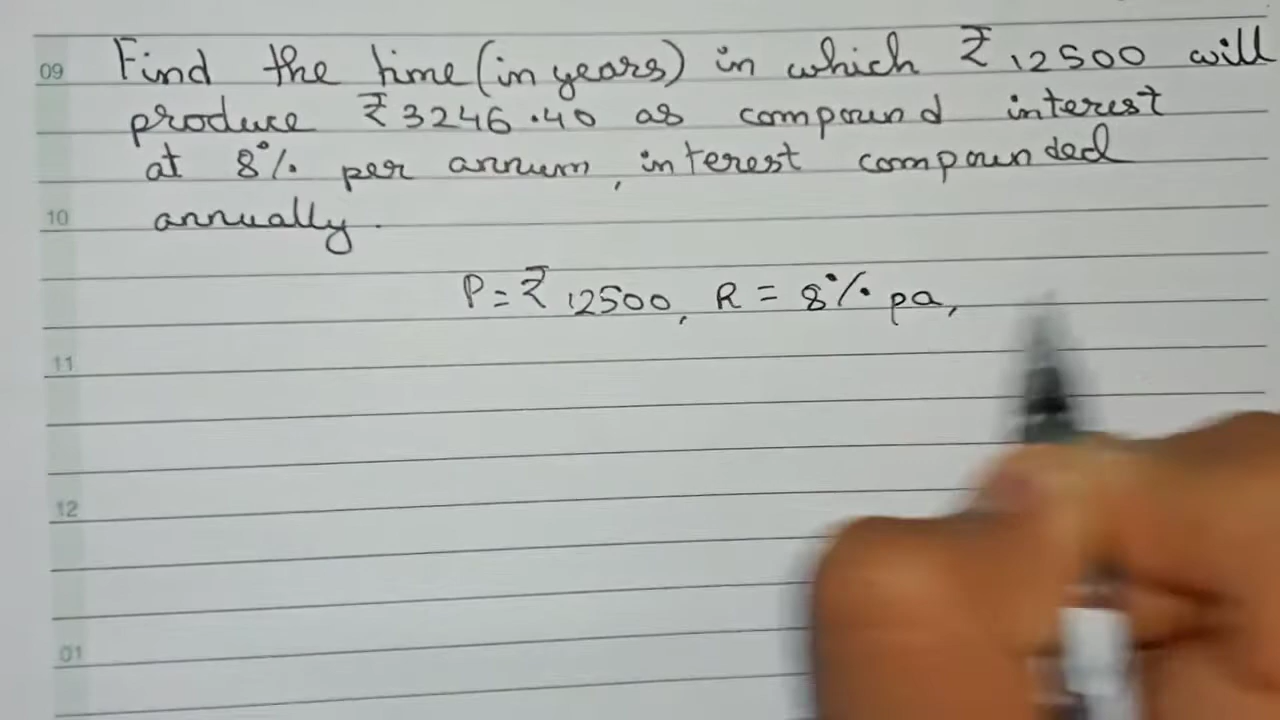 09 Find the time (in years) in which ₹ 12500 will
produce ₹ 3246.40 as compound interest
at 8% per annum, interest compounded
10 annually.
P = ₹ 12500, R = 8% pa,
11
12
01